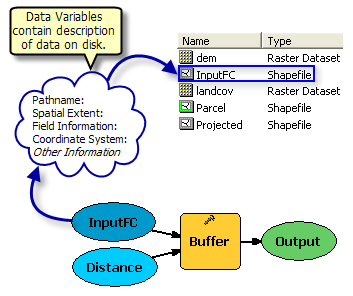 Data Variables
contain description
of data on disk.
Name Type
dem Raster Dataset
InputFC Shapefile
landcov Raster Dataset
Parcel Shapefile
Projected Shapefile
Pathname:
Spatial Extent:
Field Information:
Coordinate System:
Other Information
InputFC
Distance
Buffer
Output